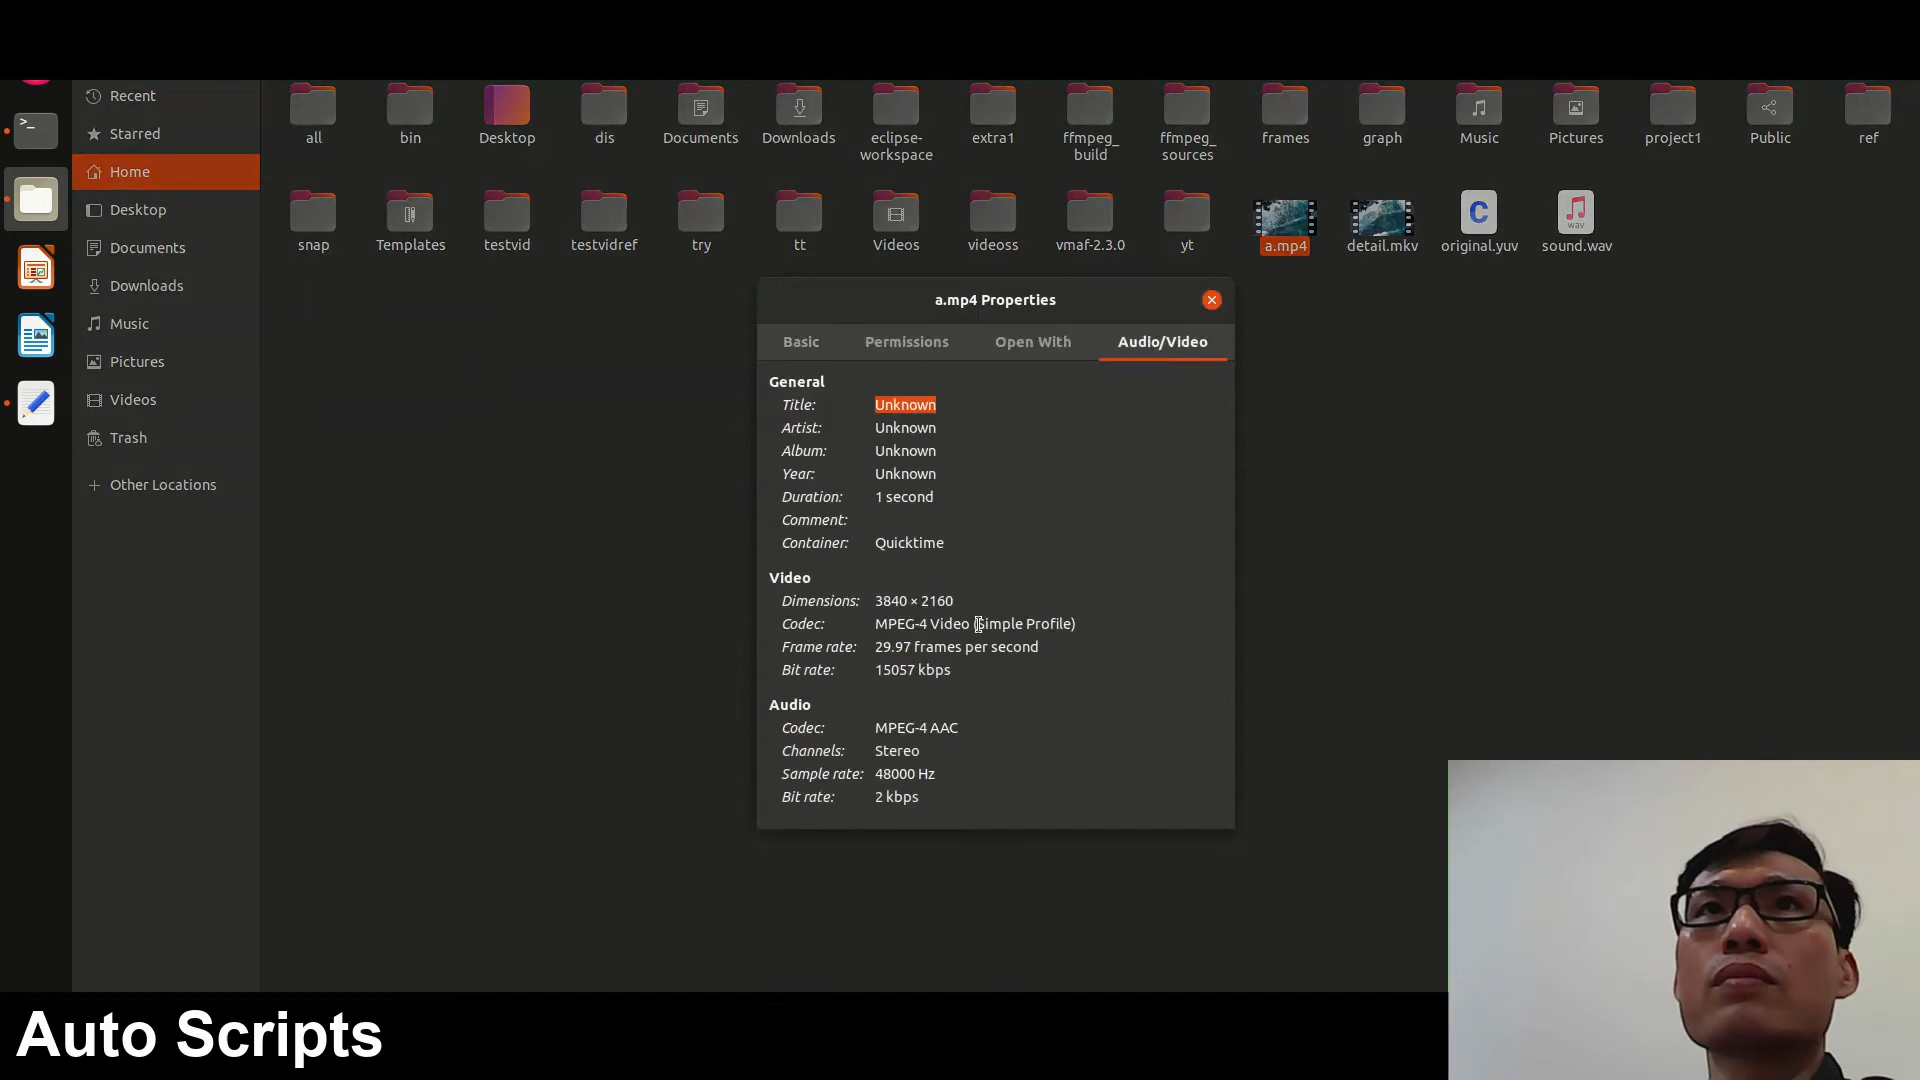 Recent
Starred
Home
Desktop
Documents
Downloads
Music
Pictures
Videos
Trash
Other Locations
all
bin
Desktop
dis
Documents
Downloads
eclipse-
workspace
extra1
ffmpeg_
build
ffmpeg_
sources
frames
graph
Music
Pictures
project1
Public
ref
snap
Templates
testvid
testvidref
try
tt
Videos
videoss
vmaf-2.3.0
yt
a.mp4
detail.mkv
C
original.yuv
wav
sound.wav
a.mp4 Properties
Basic Permissions Open With Audio/Video
General
Title: Unknown
Artist: Unknown
Album: Unknown
Year: Unknown
Duration: 1 second
Comment:
Container: Quicktime
Video
Dimensions: 3840 × 2160
Codec: MPEG-4 Video (Simple Profile)
Frame rate: 29.97 frames per second
Bit rate: 15057 kbps
Audio
Codec: MPEG-4 AAC
Channels: Stereo
Sample rate: 48000 Hz
Bit rate: 2 kbps
Auto Scripts